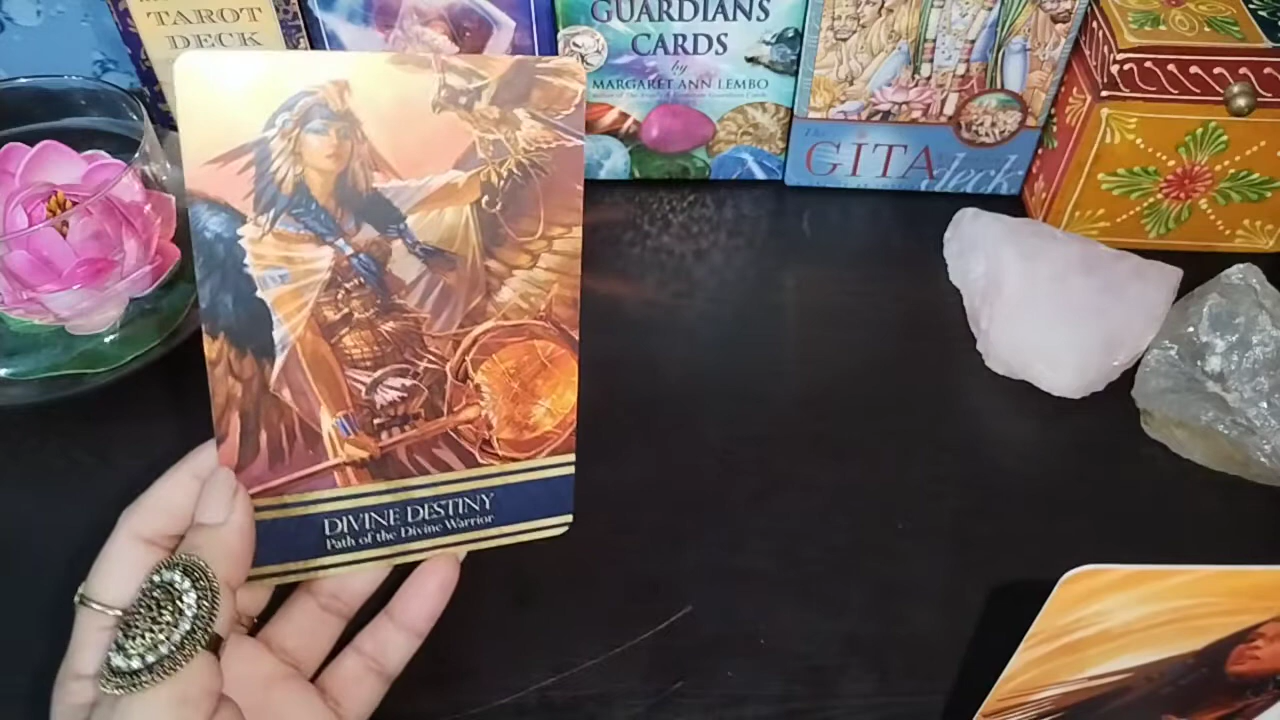 TAROT
DECK
GUARDIANS
CARDS
by
MARGARET ANN LEMBO
GITA
deck
DIVINE DESTINY
Path of the Divine Warrior